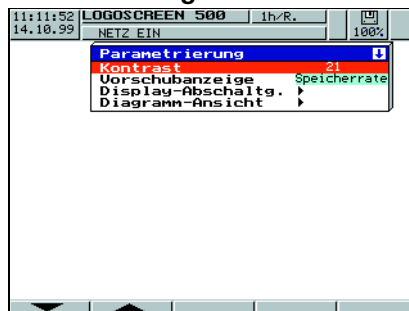 11:11:52 LOGOSCREEN 500 1h/R.
14.10.99 NETZ EIN 100%
Parametrierung
Kontrast 21
Vorschubanzeige Speicherrate
Display-Abschaltg.
Diagramm-Ansicht